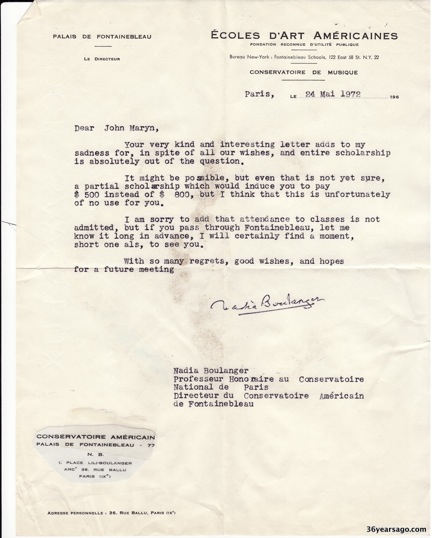 PALAIS DE FONTAINEBLEAU
LE DIRECTEUR
ÉCOLES D'ART AMÉRICAINES
FONDATION RECONNUE D'UTILITÉ PUBLIQUE
Bureau New-York : Fontainebleau Schools, 122 East 58 St. N.Y. 22
CONSERVATOIRE DE MUSIQUE
Paris, LE 24 Mai 1972 196
Dear John Maryn,
Your very kind and interesting letter adds to my
sadness for, in spite of all our wishes, and entire scholarship
is absolutely out of the question.
It might be possible, but even that is not yet sure,
a partial scholarship which would induce you to pay
$ 500 instead of $ 800, but I think that this is unfortunately
of no use for you.
I am sorry to add that attendance to classes is not
admitted, but if you pass through Fontainebleau, let me
know it long in advance, I will certainly find a moment,
short one als, to see you.
With so many regrets, good wishes, and hopes
for a future meeting
Nadia Boulanger
Nadia Boulanger
Professeur Honoraire au Conservatoire
National de Paris
Directeur du Conservatoire Américain
de Fontainebleau
CONSERVATOIRE AMÉRICAIN
PALAIS DE FONTAINEBLEAU - 77
N. B.
1, PLACE LILI-BOULANGER
ANCt 36, RUE BALLU
PARIS (IXe)
ADRESSE PERSONNELLE : 36, RUE BALLU, PARIS (IXe)
36yearsago.com